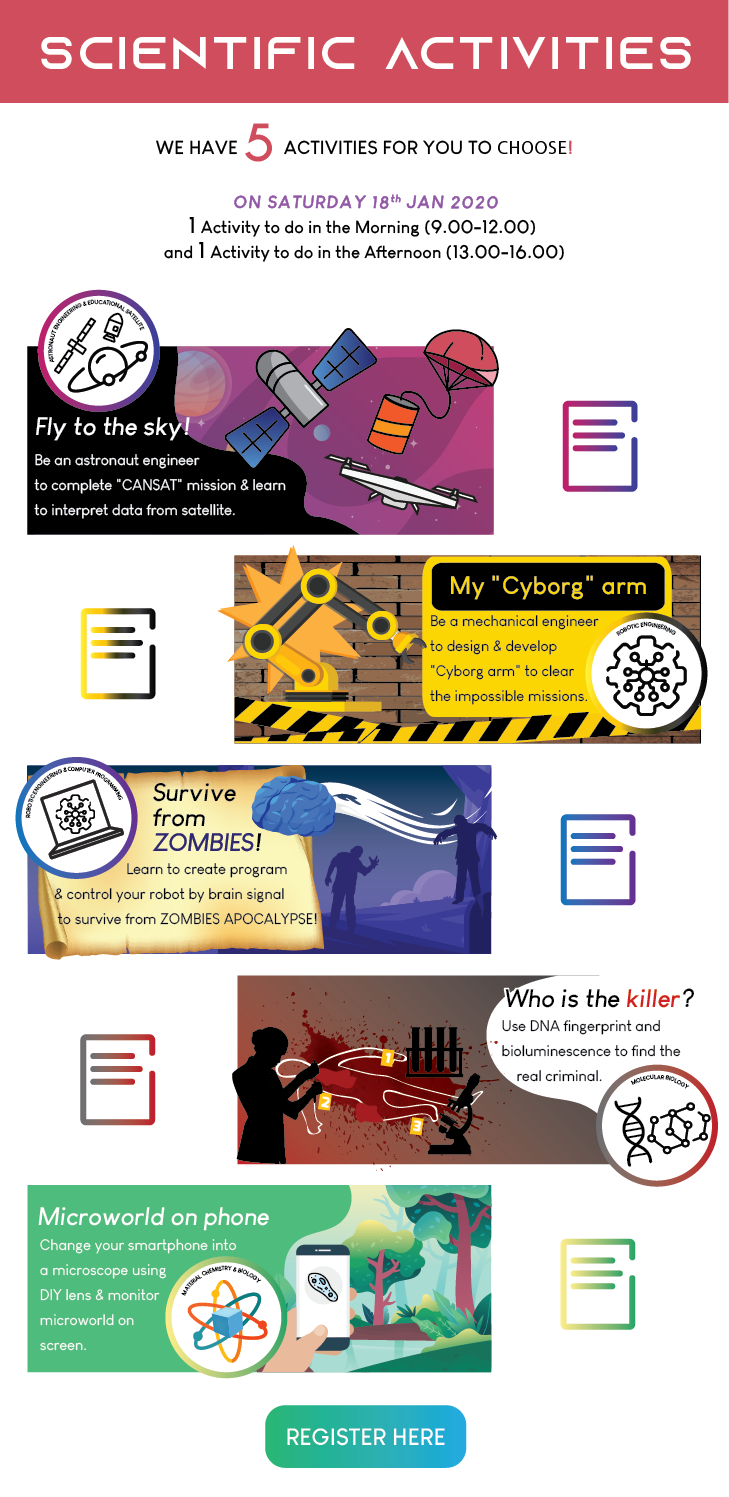 SCIENTIFIC ACTIVITIES
WE HAVE 5 ACTIVITIES FOR YOU TO CHOOSE!
ON SATURDAY 18th JAN 2020
1 Activity to do in the Morning (9.00-12.00)
and 1 Activity to do in the Afternoon (13.00-16.00)
ASTRONAUT ENGINEERING & EDUCATIONAL SATELLITE
Fly to the sky!
Be an astronaut engineer
to complete "CANSAT" mission & learn
to interpret data from satellite.
My "Cyborg" arm
Be a mechanical engineer
to design & develop
"Cyborg arm" to clear
the impossible missions.
ROBOTIC ENGINEERING
ROBOTIC ENGINEERING & COMPUTER PROGRAMMING
Survive
from
ZOMBIES!
Learn to create program
& control your robot by brain signal
to survive from ZOMBIES APOCALYPSE!
Who is the killer?
Use DNA fingerprint and
bioluminescence to find the
real criminal.
1
2
3
MOLECULAR BIOLOGY
Microworld on phone
Change your smartphone into
a microscope using
DIY lens & monitor
microworld on
screen.
MATERIAL CHEMISTRY & BIOLOGY
REGISTER HERE